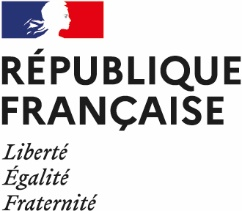 RÉPUBLIQUE
FRANÇAISE
Liberté
Égalité
Fraternité